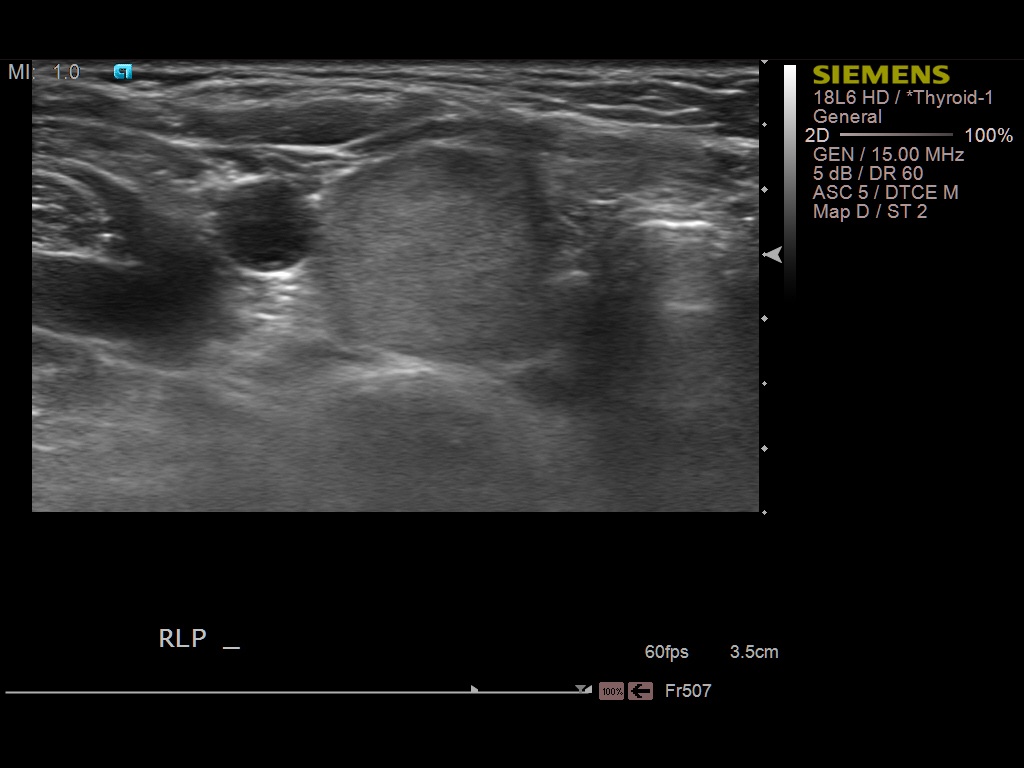 MI: 1.0
SIEMENS
18L6 HD / *Thyroid-1
General
2D 100%
GEN / 15.00 MHz
5 dB / DR 60
ASC 5 / DTCE M
Map D / ST 2
RLP _
60fps 3.5cm
100% Fr507